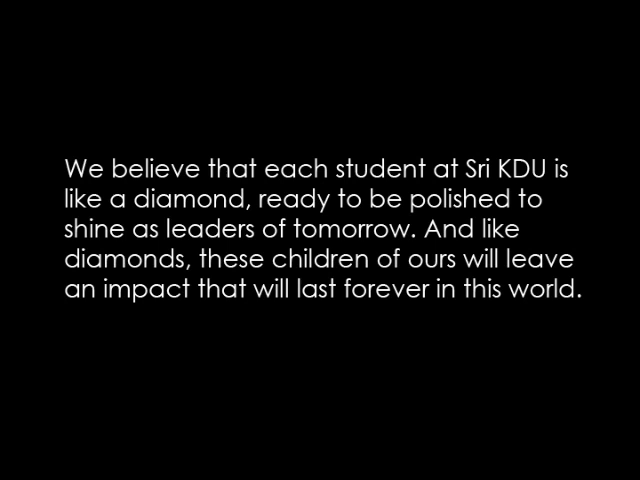 We believe that each student at Sri KDU is
like a diamond, ready to be polished to
shine as leaders of tomorrow. And like
diamonds, these children of ours will leave
an impact that will last forever in this world.